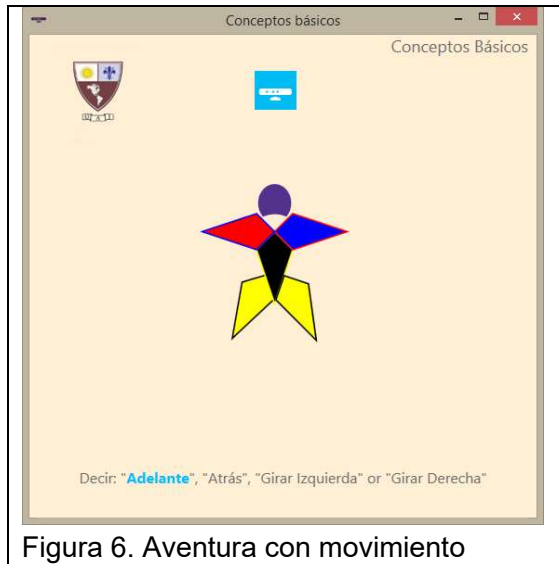 Conceptos básicos
Conceptos Básicos
Decir: "Adelante", "Atrás", "Girar Izquierda" or "Girar Derecha"
Figura 6. Aventura con movimiento